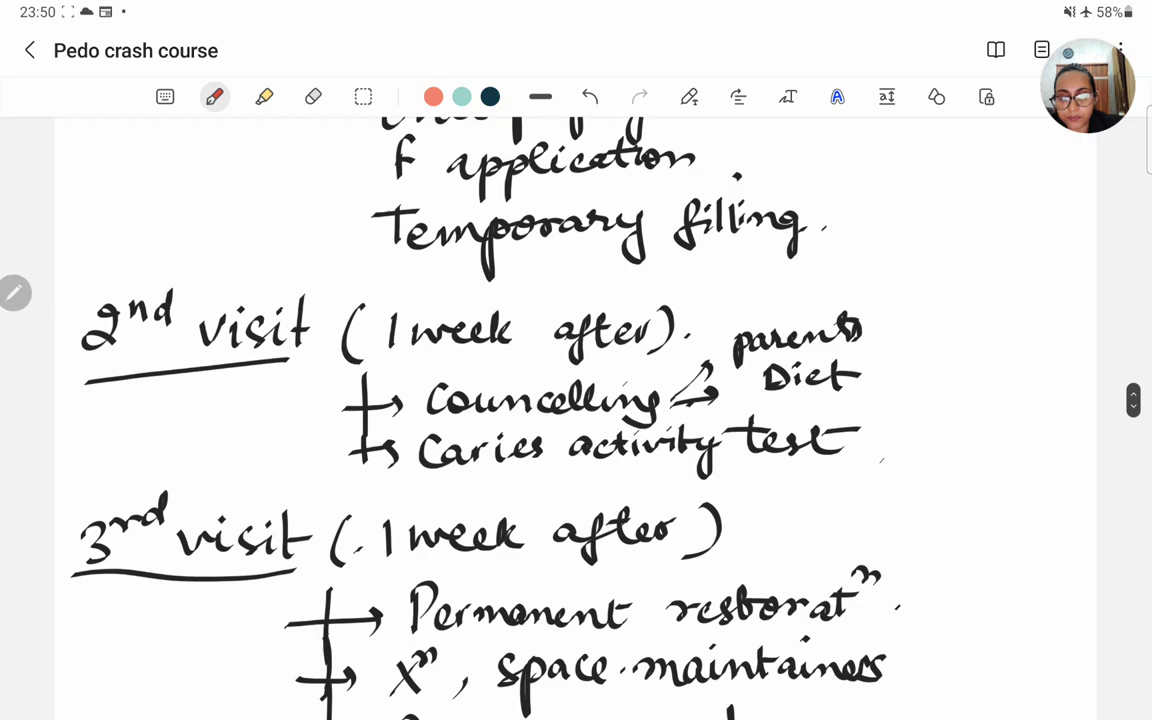 23:50
58%
Pedo crash course
F application
Temporary filling.
2nd visit (1 week after).
parents
Diet
Councelling
Caries activity test
3rd visit (1 week after)
Permanent restoratn.
Xn, space maintainers